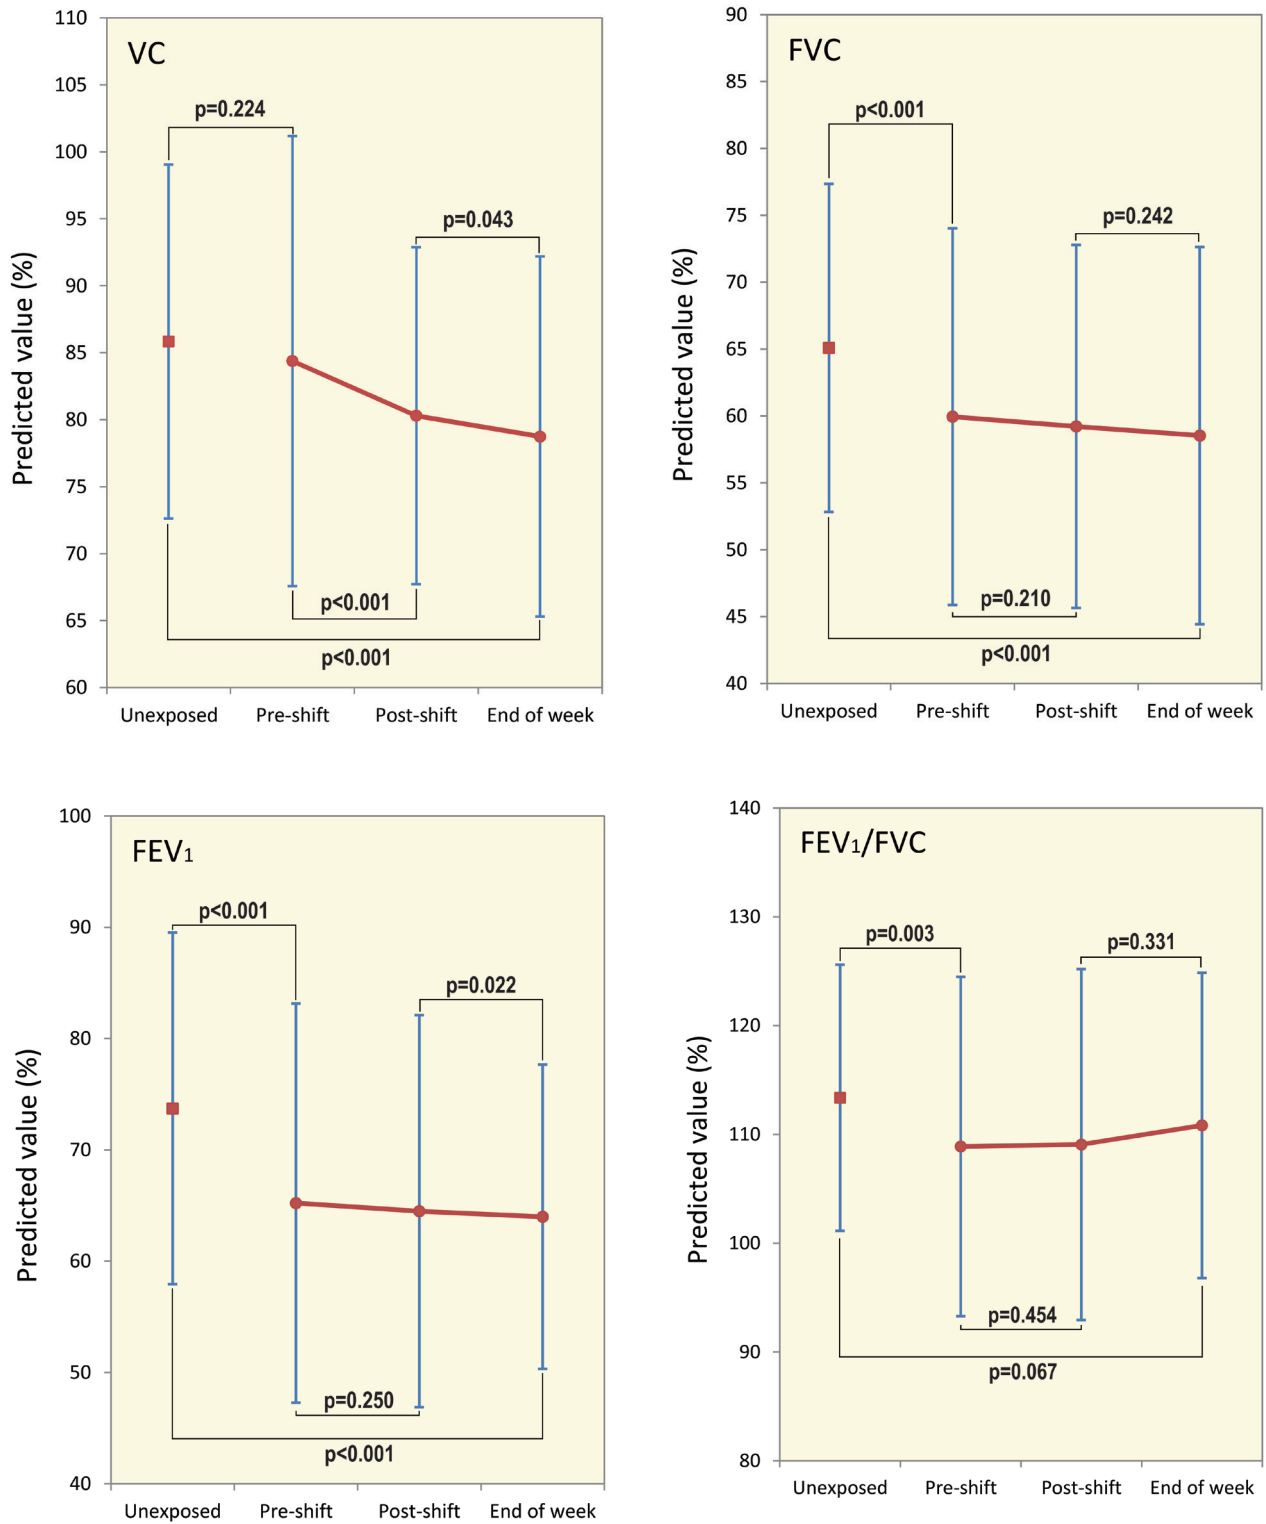 VC
110
105
100
95
90
85
80
75
70
65
60
Predicted value (%)
p=0.224
p=0.043
p<0.001
p<0.001
Unexposed Pre-shift Post-shift End of week
FVC
90
85
80
75
70
65
60
55
50
45
40
Predicted value (%)
p<0.001
p=0.242
p=0.210
p<0.001
Unexposed Pre-shift Post-shift End of week
FEV₁
100
90
80
70
60
50
40
Predicted value (%)
p<0.001
p=0.022
p=0.250
p<0.001
Unexposed Pre-shift Post-shift End of week
FEV₁/FVC
140
130
120
110
100
90
80
Predicted value (%)
p=0.003
p=0.331
p=0.454
p=0.067
Unexposed Pre-shift Post-shift End of week